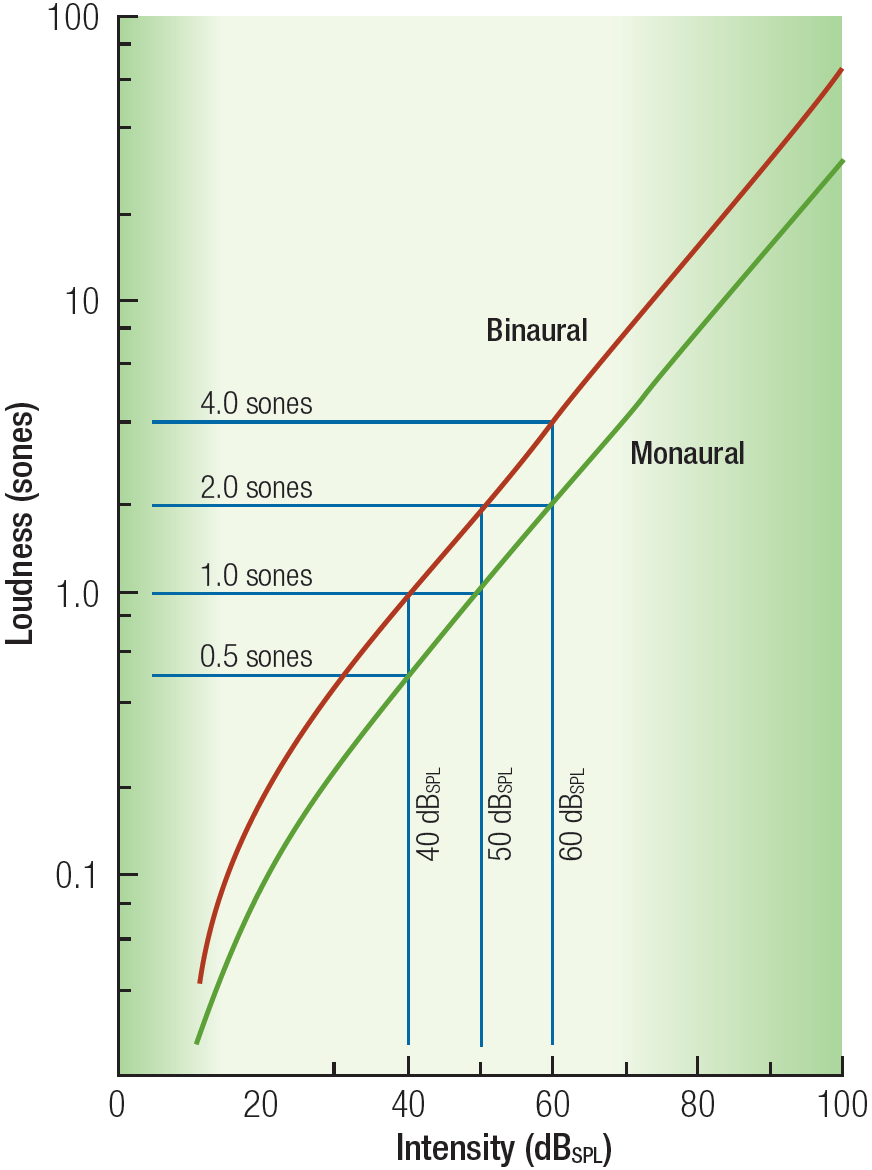 100
10
1.0
0.1
Loudness (sones)
Binaural
Monaural
4.0 sones
2.0 sones
1.0 sones
0.5 sones
40 dBSPL
50 dBSPL
60 dBSPL
0 20 40 60 80 100
Intensity (dBSPL)